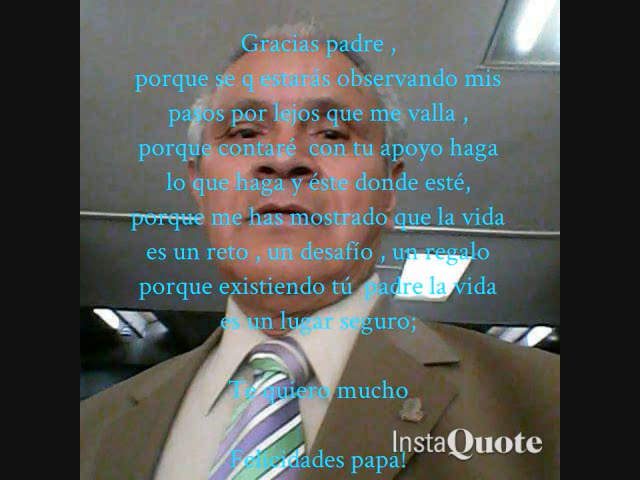 Gracias padre ,
porque se q estarás observando mis
pasos por lejos que me valla ,
porque contaré con tu apoyo haga
lo que haga y éste donde esté,
porque me has mostrado que la vida
es un reto , un desafío , un regalo
porque existiendo tú padre la vida
es un lugar seguro;
Te quiero mucho
Felicidades papa!
InstaQuote